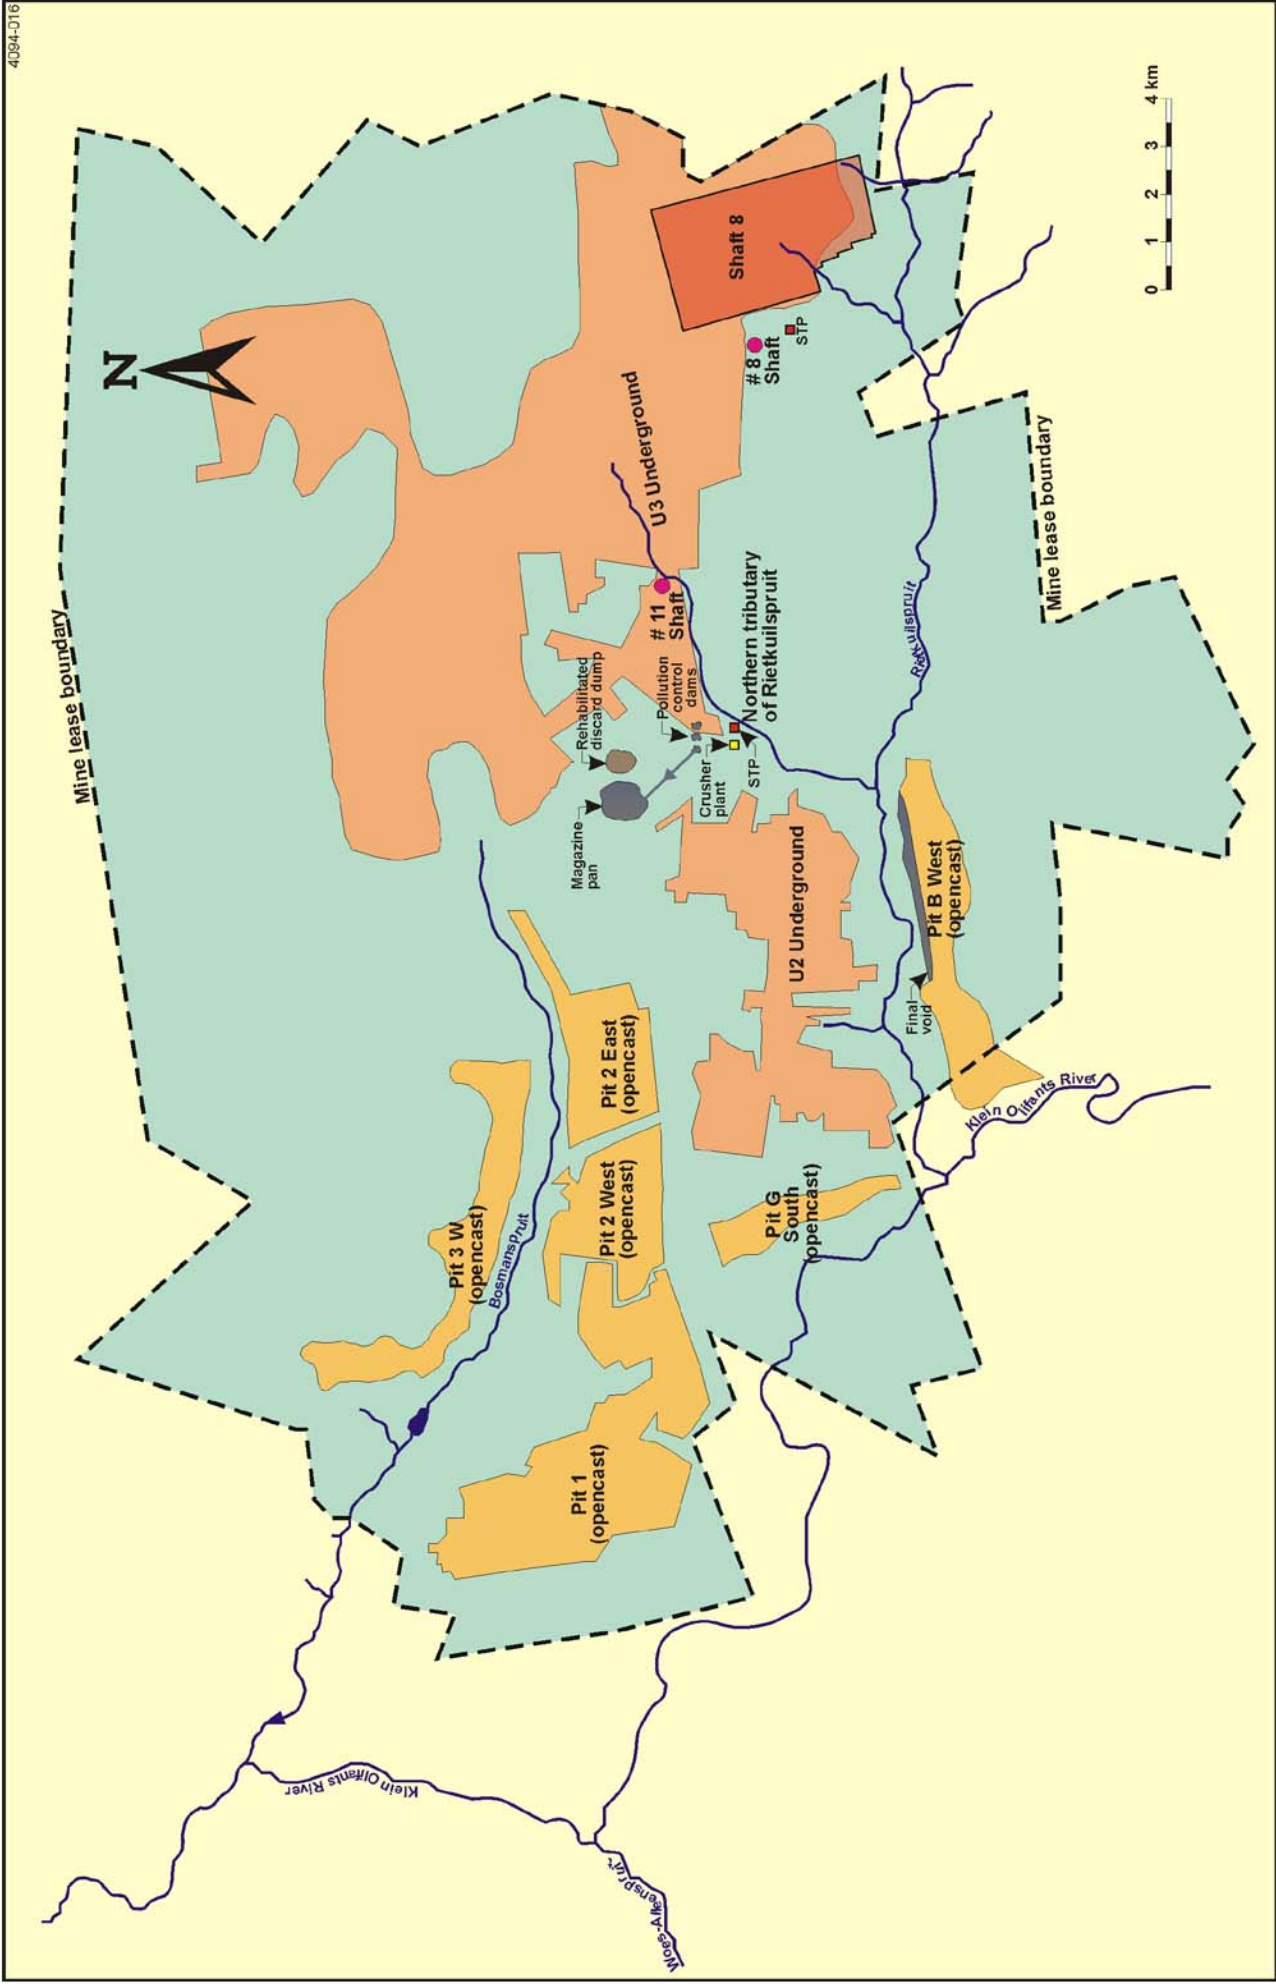 4094-016
Mine lease boundary
N
Shaft 8
# 8
Shaft
STP
U3 Underground
# 11
Shaft
Rehabilitated
discard dump
Pollution
control
dams
Northern tributary
of Rietkuilspruit
Magazine
pan
Crusher
plant
STP
Rietkuilspruit
Mine lease boundary
U2 Underground
Pit B West
(opencast)
Final
void
Pit 2 East
(opencast)
Pit 2 West
(opencast)
Pit 3 W
(opencast)
Bosmanspruit
Pit G
South
(opencast)
Klein Olifants River
Pit 1
(opencast)
Klein Olifants River
Woes-Alleenspruit
0 1 2 3 4 km